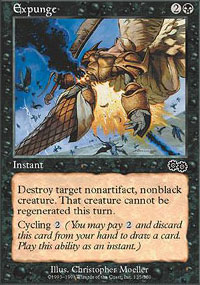 Expunge 2
Instant
Destroy target nonartifact, nonblack
creature. That creature cannot be
regenerated this turn.
Cycling 2 (You may pay 2 and discard
this card from your hand to draw a card.
Play this ability as an instant.)
Illus. Christopher Moeller